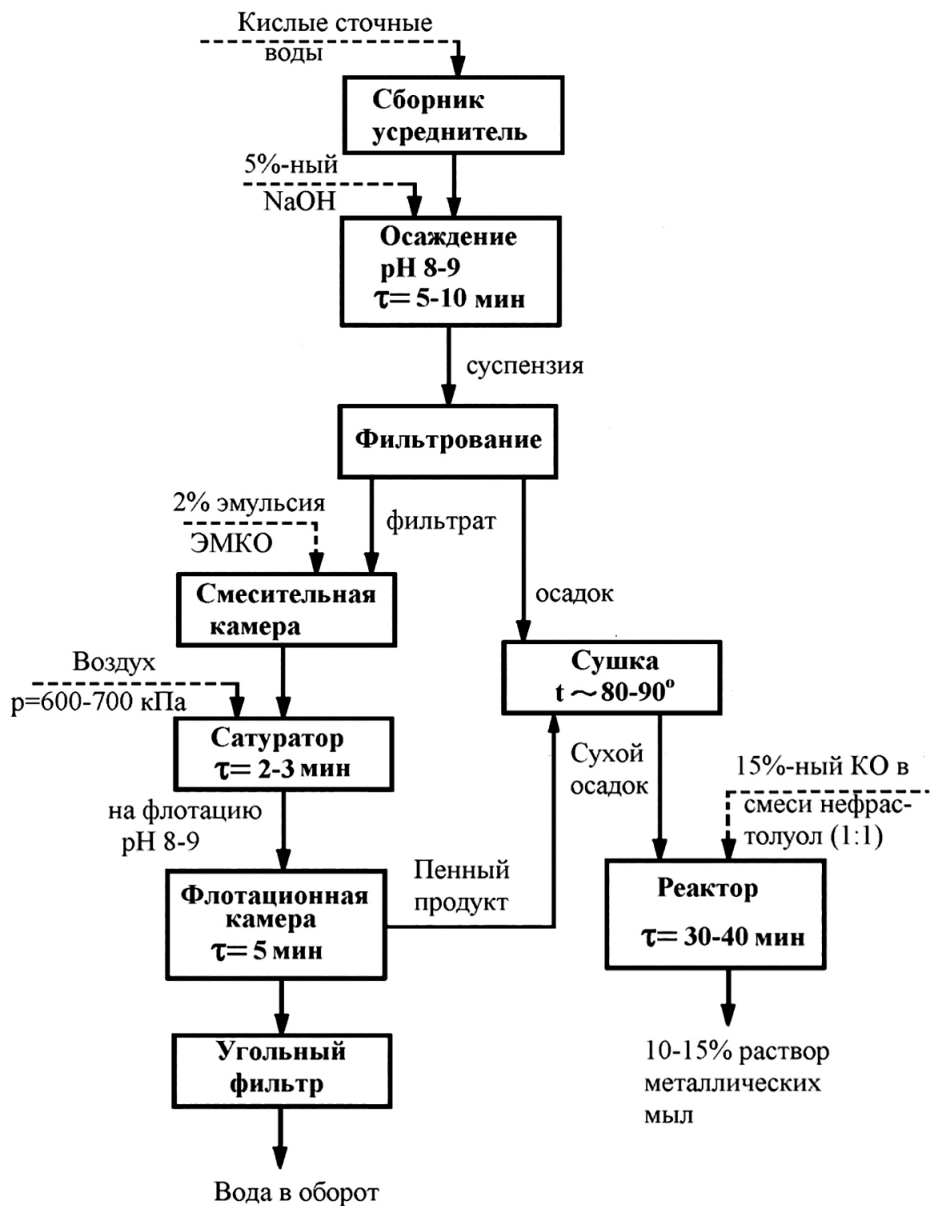 Кислые сточные
воды
Сборник
усреднитель
5%-ный
NaOH
Осаждение
pH 8-9
τ= 5-10 мин
суспензия
Фильтрование
2% эмульсия
ЭМКО
фильтрат
осадок
Смесительная
камера
Сушка
t ~ 80-90°
Воздух
p=600-700 кПа
Сатуратор
τ= 2-3 мин
Сухой
осадок
15%-ный КО в
смеси нефрас-
толуол (1:1)
на флотацию
pH 8-9
Пенный
продукт
Флотационная
камера
τ= 5 мин
Реактор
τ= 30-40 мин
Угольный
фильтр
10-15% раствор
металлических
мыл
Вода в оборот